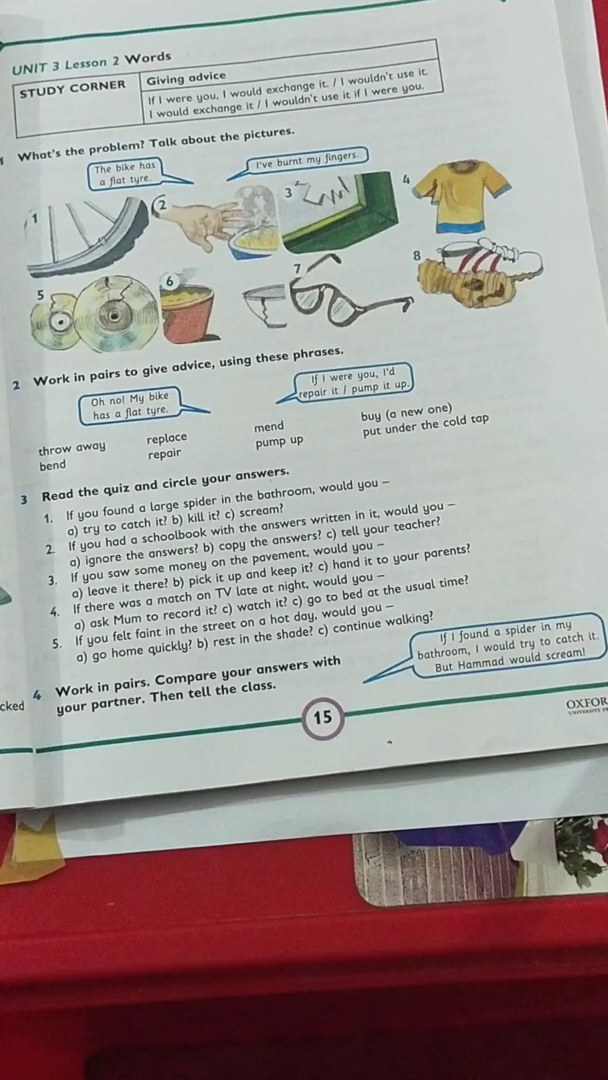 UNIT 3 Lesson 2 Words
STUDY CORNER
Giving advice
If I were you, I would exchange it. / I wouldn't use it.
I would exchange it / I wouldn't use it if I were you.
What's the problem? Talk about the pictures.
The bike has
a flat tyre.
I've burnt my fingers.
1
2
3
4
5
6
7
8
2 Work in pairs to give advice, using these phrases.
Oh no! My bike
has a flat tyre.
If I were you, I'd
repair it / pump it up.
throw away replace mend buy (a new one)
bend repair pump up put under the cold tap
3 Read the quiz and circle your answers.
1. If you found a large spider in the bathroom, would you –
a) try to catch it? b) kill it? c) scream?
2. If you had a schoolbook with the answers written in it, would you –
a) ignore the answers? b) copy the answers? c) tell your teacher?
3. If you saw some money on the pavement, would you –
a) leave it there? b) pick it up and keep it? c) hand it to your parents?
4. If there was a match on TV late at night, would you –
a) ask Mum to record it? c) watch it? c) go to bed at the usual time?
5. If you felt faint in the street on a hot day, would you –
a) go home quickly? b) rest in the shade? c) continue walking?
4 Work in pairs. Compare your answers with
your partner. Then tell the class.
If I found a spider in my
bathroom, I would try to catch it.
But Hammad would scream!
cked
15
OXFOR
UNIVERSITY PR